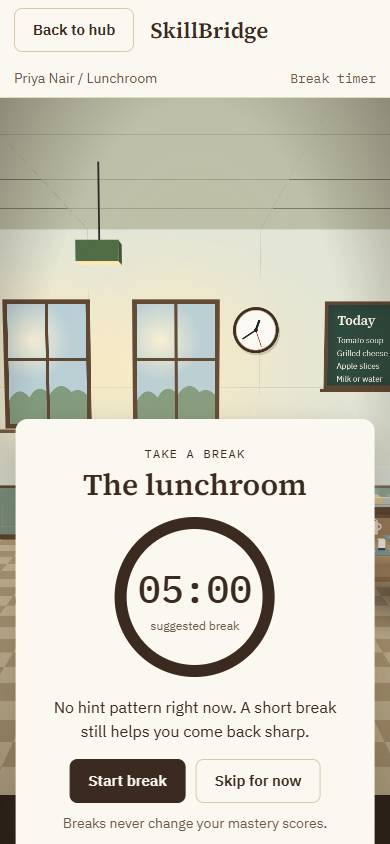 Back to hub
SkillBridge
Priya Nair / Lunchroom
Break timer
Today
Tomato soup
Grilled cheese
Apple slices
Milk or water
TAKE A BREAK
The lunchroom
05:00
suggested break
No hint pattern right now. A short break
still helps you come back sharp.
Start break
Skip for now
Breaks never change your mastery scores.